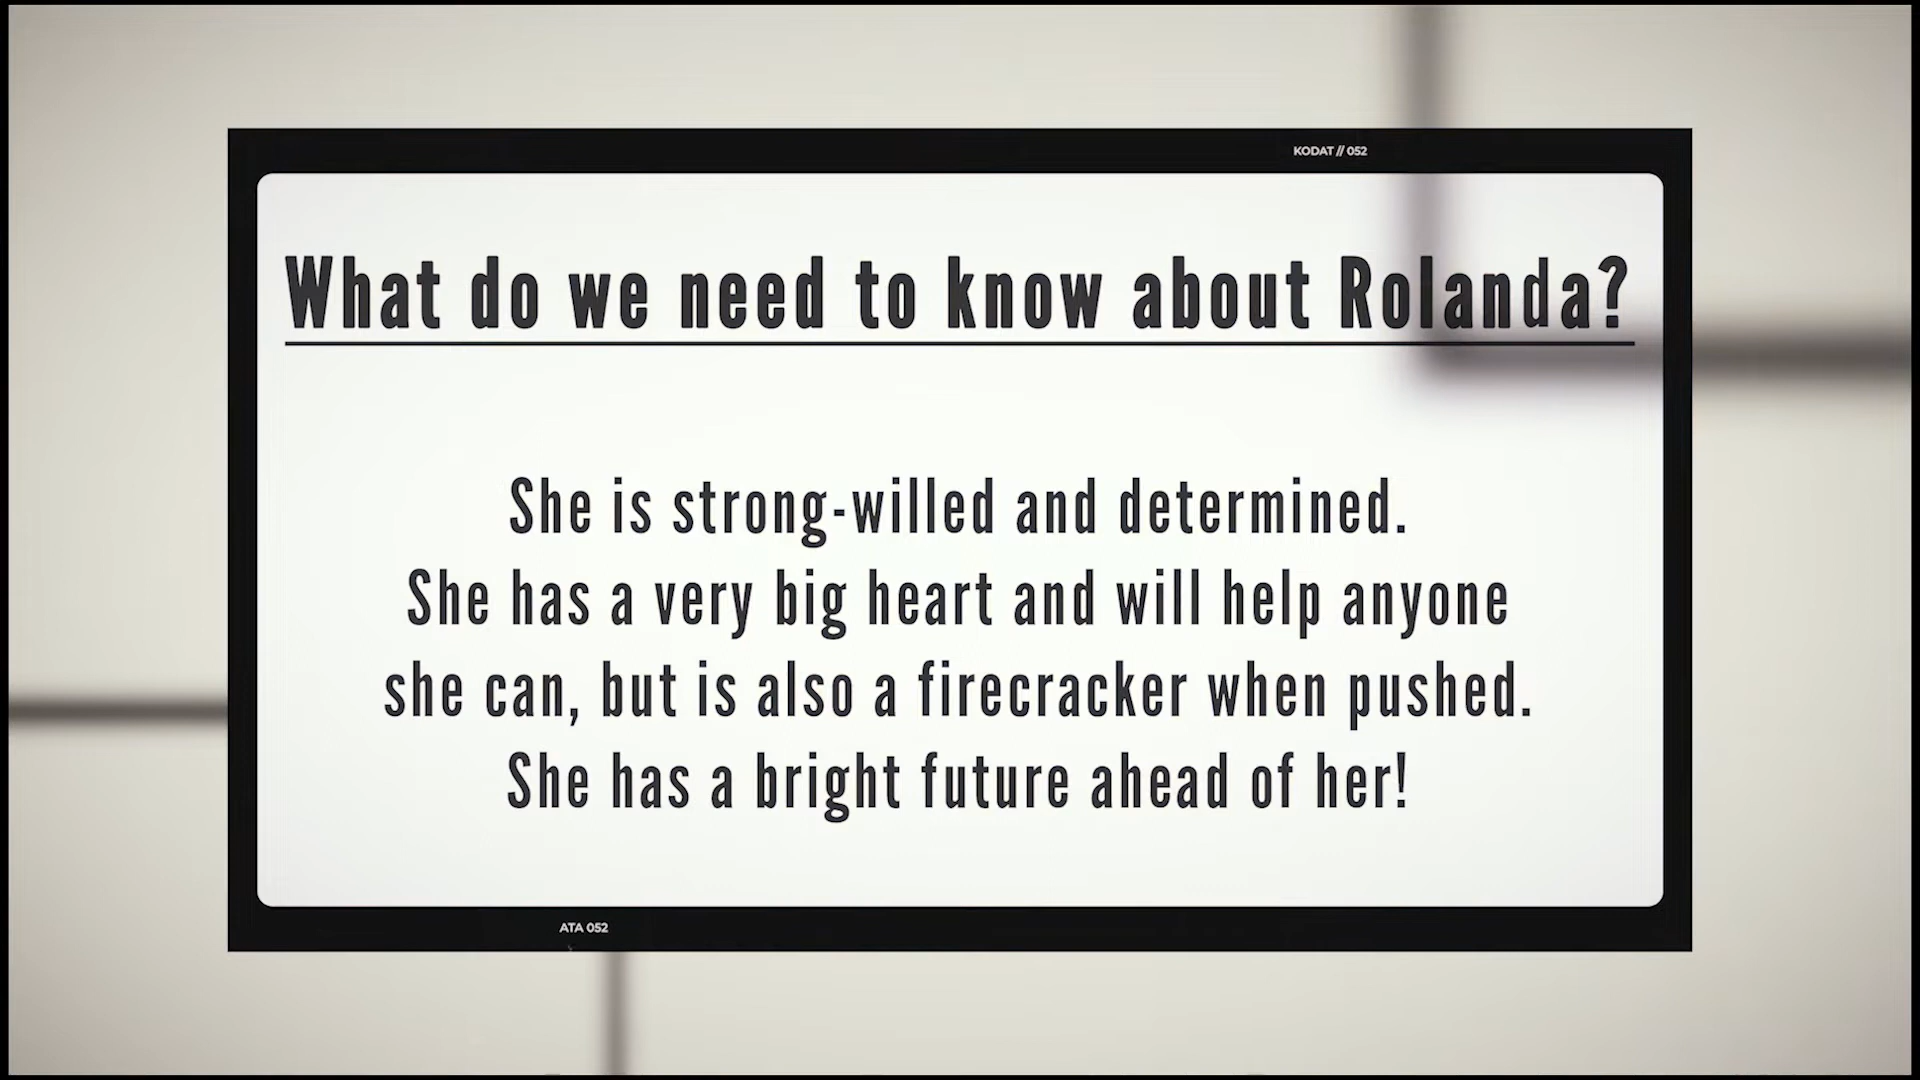 KODAT // 052
What do we need to know about Rolanda?
She is strong-willed and determined.
She has a very big heart and will help anyone
she can, but is also a firecracker when pushed.
She has a bright future ahead of her!
ATA 052